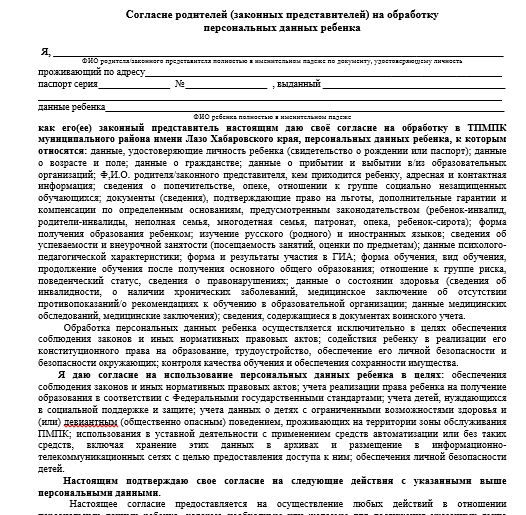 Согласие родителей (законных представителей) на обработку
персональных данных ребенка
Я, ___
ФИО родителя/законного представителя полностью в именительном падеже по документу, удостоверяющему личность
проживающий по адресу___
паспорт серия___ №___ , выданный ___
данные ребенка___
ФИО ребенка полностью в именительном падеже
как его(ее) законный представитель настоящим даю своё согласие на обработку в ТПМПК
муниципального района имени Лазо Хабаровского края, персональных данных ребенка, к которым
относятся: данные, удостоверяющие личность ребенка (свидетельство о рождении или паспорт); данные
о возрасте и поле; данные о гражданстве; данные о прибытии и выбытии в/из образовательных
организаций; Ф,И.О. родителя/законного представителя, кем приходится ребенку, адресная и контактная
информация; сведения о попечительстве, опеке, отношении к группе социально незащищенных
обучающихся; документы (сведения), подтверждающие право на льготы, дополнительные гарантии и
компенсации по определенным основаниям, предусмотренным законодательством (ребенок-инвалид,
родители-инвалиды, неполная семья, многодетная семья, патронат, опека, ребенок-сирота); форма
получения образования ребенком; изучение русского (родного) и иностранных языков; сведения об
успеваемости и внеурочной занятости (посещаемость занятий, оценки по предметам); данные психолого-
педагогической характеристики; форма и результаты участия в ГИА; форма обучения, вид обучения,
продолжение обучения после получения основного общего образования; отношение к группе риска,
поведенческий статус, сведения о правонарушениях; данные о состоянии здоровья (сведения об
инвалидности, о наличии хронических заболеваний, медицинское заключение об отсутствии
противопоказаний/о рекомендациях к обучению в образовательной организации; данные медицинских
обследований, медицинские заключения); сведения, содержащиеся в документах воинского учета.
Обработка персональных данных ребенка осуществляется исключительно в целях обеспечения
соблюдения законов и иных нормативных правовых актов; содействия ребенку в реализации его
конституционного права на образование, трудоустройство, обеспечение его личной безопасности и
безопасности окружающих; контроля качества обучения и обеспечения сохранности имущества.
Я даю согласие на использование персональных данных ребенка в целях: обеспечения
соблюдения законов и иных нормативных правовых актов; учета реализации права ребенка на получение
образования в соответствии с Федеральными государственными стандартами; учета детей, нуждающихся
в социальной поддержке и защите; учета данных о детях с ограниченными возможностями здоровья и
(или) девиантным (общественно опасным) поведением, проживающих на территории зоны обслуживания
ПМПК; использования в уставной деятельности с применением средств автоматизации или без таких
средств, включая хранение этих данных в архивах и размещение в информационно-
телекоммуникационных сетях с целью предоставления доступа к ним; обеспечения личной безопасности
детей.
Настоящим подтверждаю свое согласие на следующие действия с указанными выше
персональными данными.
Настоящее согласие предоставляется на осуществление любых действий в отношении